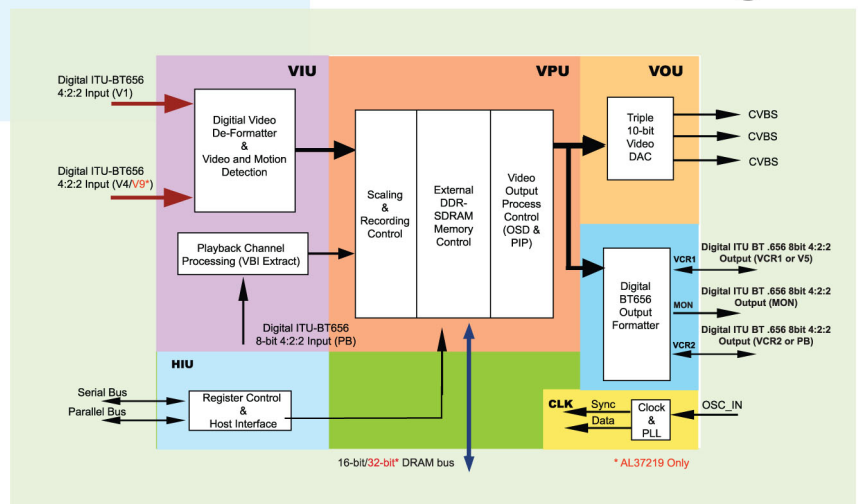 VIU
VPU
VOU
Digital ITU-BT656
4:2:2 Input (V1)
Digitial Video
De-Formatter
&
Video and Motion
Detection
Digital ITU-BT656
4:2:2 Input (V4/V9*)
Playback Channel
Processing (VBI Extract)
Digital ITU-BT656
8-bit 4:2:2 Input (PB)
Scaling
&
Recording
Control
External
DDR-
SDRAM
Memory
Control
Video
Output
Process
Control
(OSD &
PIP)
Triple
10-bit
Video
DAC
CVBS
CVBS
CVBS
Digital
BT656
Output
Formatter
VCR1
Digital ITU BT .656 8bit 4:2:2
Output (VCR1 or V5)
MON
Digital ITU BT .656 8bit 4:2:2
Output (MON)
VCR2
Digital ITU BT .656 8bit 4:2:2
Output (VCR2 or PB)
HIU
Serial Bus
Parallel Bus
Register Control
&
Host Interface
CLK
Sync
Data
Clock
&
PLL
OSC_IN
16-bit/32-bit* DRAM bus
* AL37219 Only